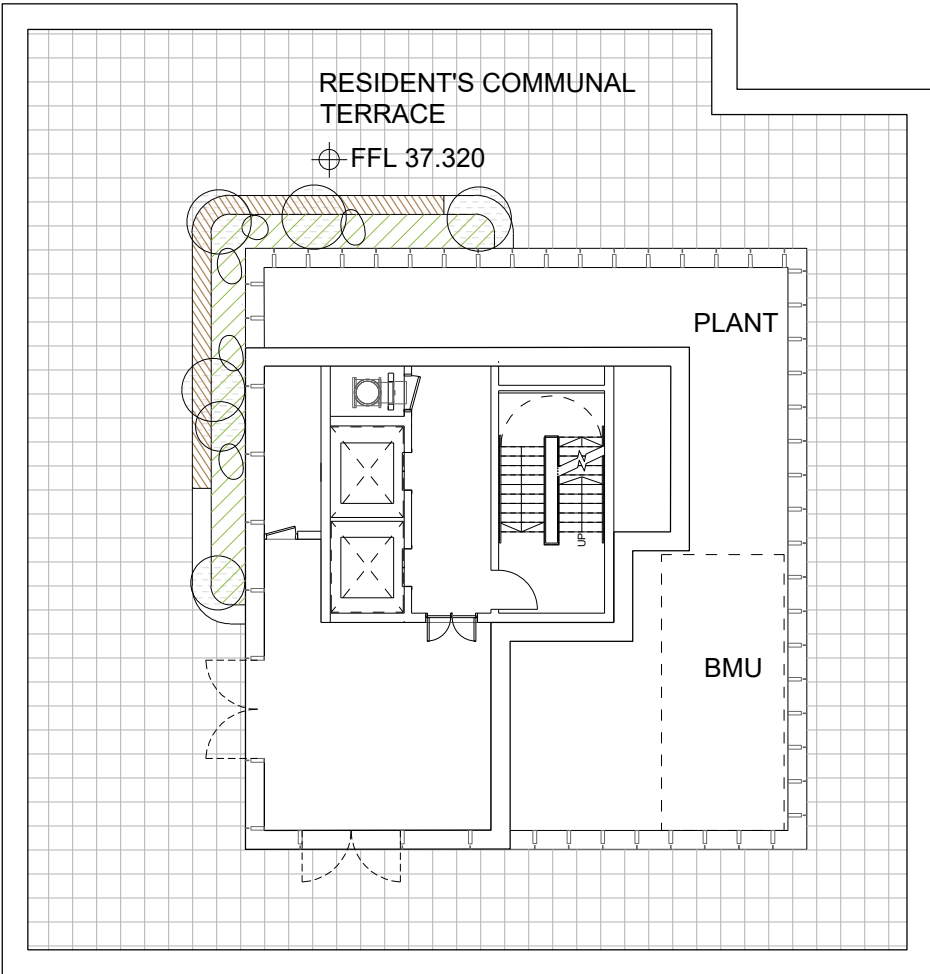 RESIDENT'S COMMUNAL
TERRACE
FFL 37.320
PLANT
UP
BMU